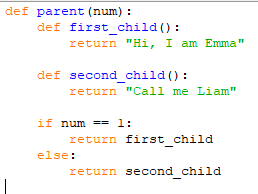 def parent(num):
    def first_child():
        return "Hi, I am Emma"

    def second_child():
        return "Call me Liam"

    if num == 1:
        return first_child
    else:
        return second_child